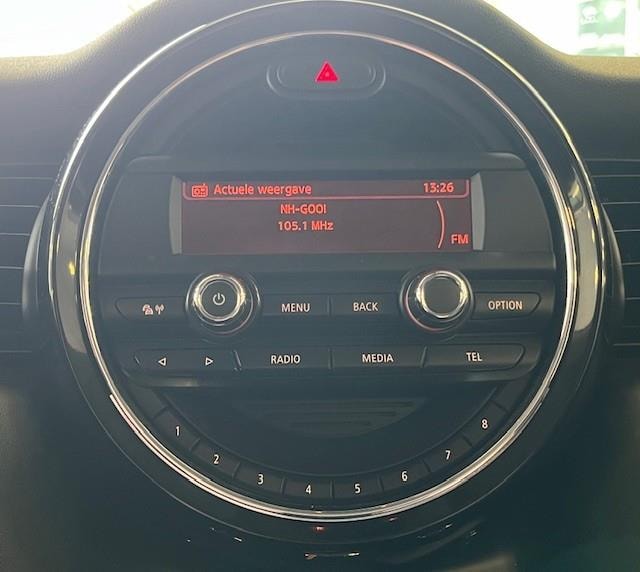 Actuele weergave 13:26
NH-GOOI
105.1 MHz
FM
MENU BACK OPTION
RADIO MEDIA TEL
1 2 3 4 5 6 7 8